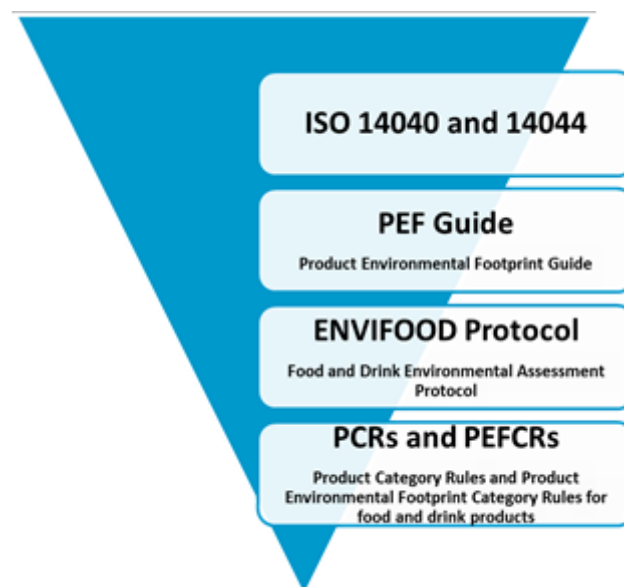 ISO 14040 and 14044
PEF Guide
Product Environmental Footprint Guide
ENVIFOOD Protocol
Food and Drink Environmental Assessment
Protocol
PCRs and PEFCRs
Product Category Rules and Product
Environmental Footprint Category Rules for
food and drink products